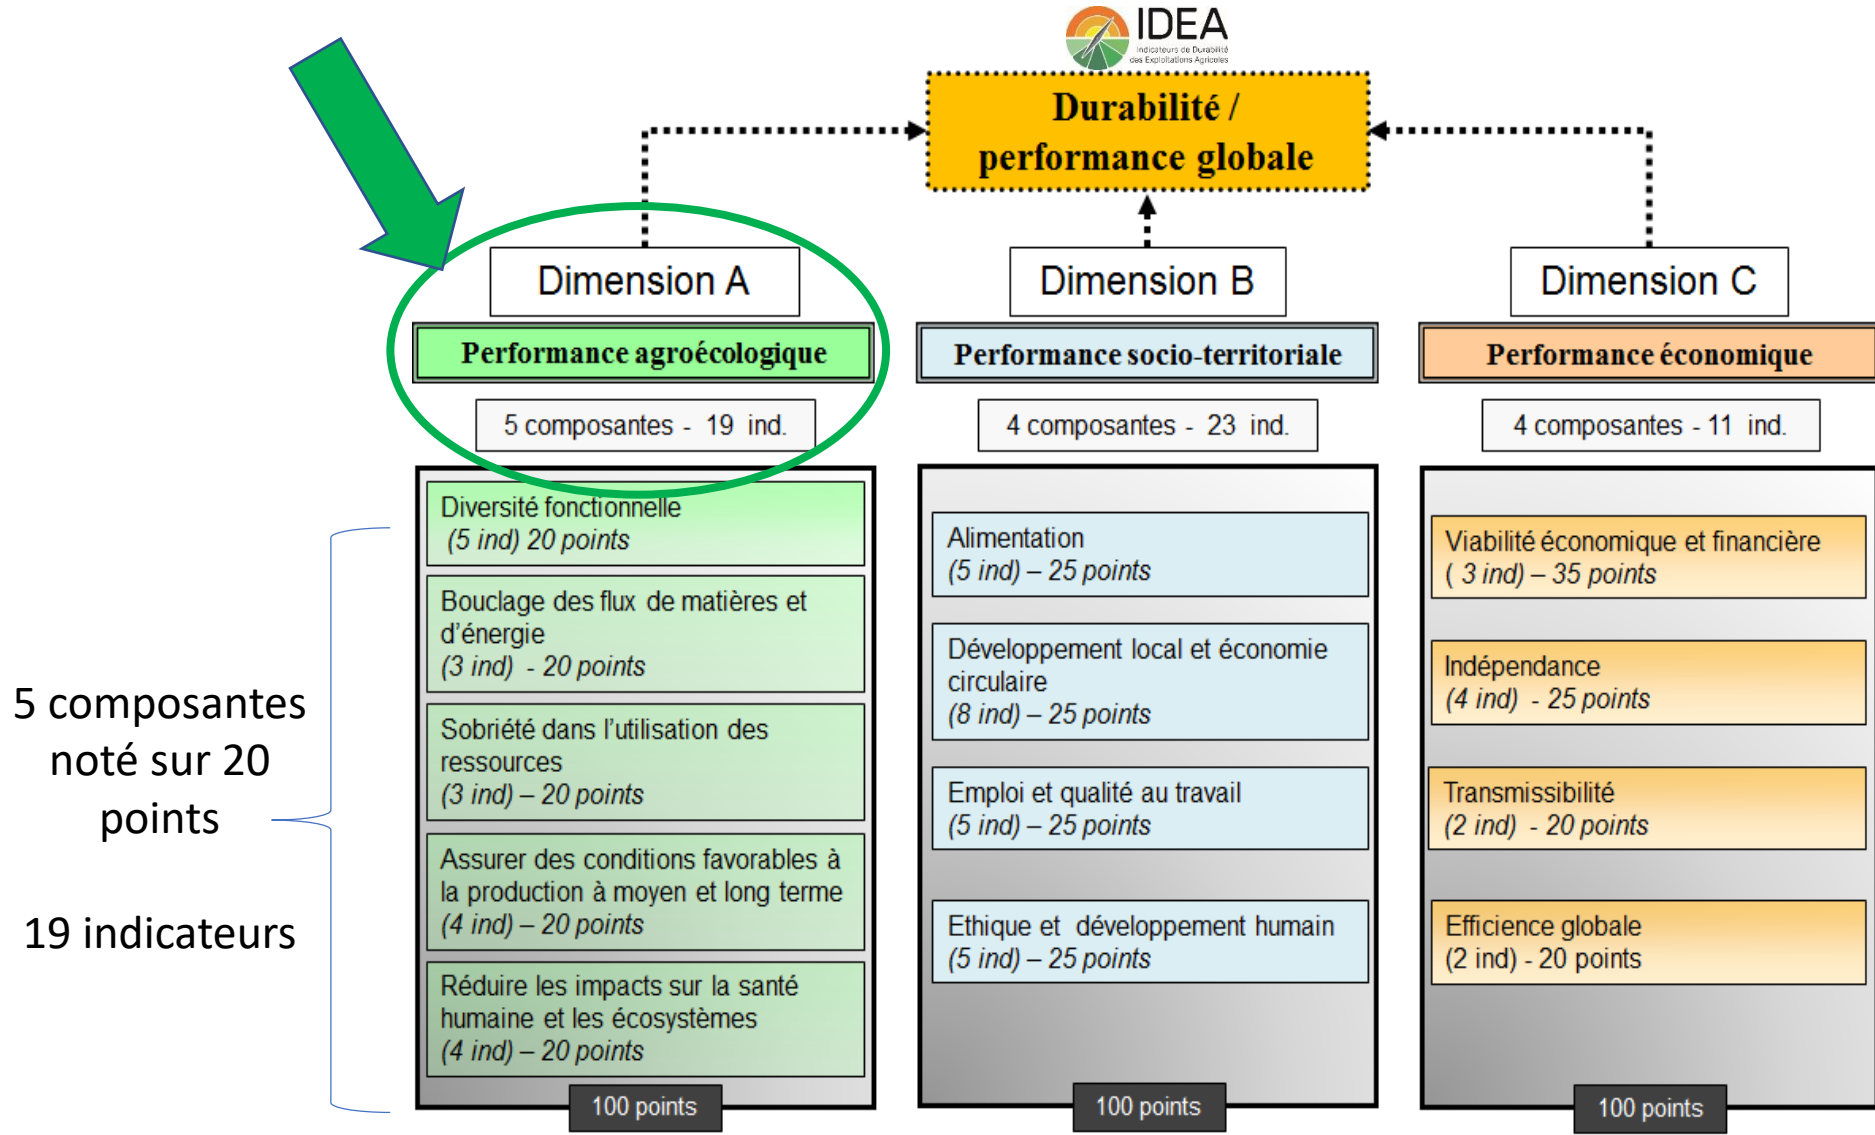 IDEA
Indicateurs de Durabilité
des Exploitations Agricoles
Durabilité /
performance globale
Dimension A
Performance agroécologique
5 composantes - 19 ind.
Diversité fonctionnelle
(5 ind) 20 points
Bouclage des flux de matières et
d'énergie
(3 ind) - 20 points
Sobriété dans l'utilisation des
ressources
(3 ind) – 20 points
Assurer des conditions favorables à
la production à moyen et long terme
(4 ind) – 20 points
Réduire les impacts sur la santé
humaine et les écosystèmes
(4 ind) – 20 points
100 points
5 composantes
noté sur 20
points
19 indicateurs
Dimension B
Performance socio-territoriale
4 composantes - 23 ind.
Alimentation
(5 ind) – 25 points
Développement local et économie
circulaire
(8 ind) – 25 points
Emploi et qualité au travail
(5 ind) – 25 points
Ethique et développement humain
(5 ind) – 25 points
100 points
Dimension C
Performance économique
4 composantes - 11 ind.
Viabilité économique et financière
( 3 ind) – 35 points
Indépendance
(4 ind) - 25 points
Transmissibilité
(2 ind) - 20 points
Efficience globale
(2 ind) - 20 points
100 points